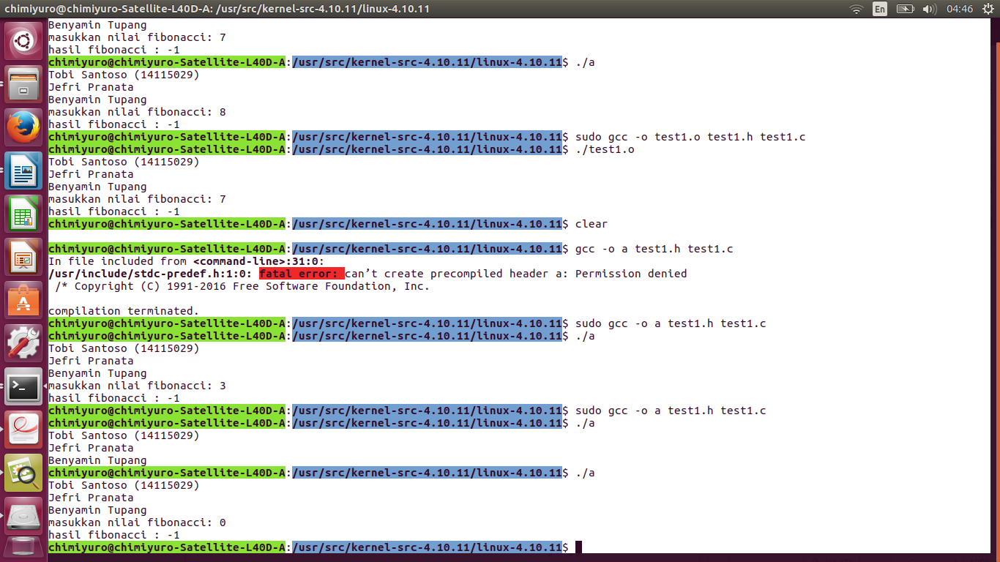 chimiyuro@chimiyuro-Satellite-L40D-A: /usr/src/kernel-src-4.10.11/linux-4.10.11
En
04:46
Benyamin Tupang
masukkan nilai fibonacci: 7
hasil fibonacci : -1
chimiyuro@chimiyuro-Satellite-L40D-A:/usr/src/kernel-src-4.10.11/linux-4.10.11$ ./a
Tobi Santoso (14115029)
Jefri Pranata
Benyamin Tupang
masukkan nilai fibonacci: 8
hasil fibonacci : -1
chimiyuro@chimiyuro-Satellite-L40D-A:/usr/src/kernel-src-4.10.11/linux-4.10.11$ sudo gcc -o test1.o test1.h test1.c
chimiyuro@chimiyuro-Satellite-L40D-A:/usr/src/kernel-src-4.10.11/linux-4.10.11$ ./test1.o
Tobi Santoso (14115029)
Jefri Pranata
Benyamin Tupang
masukkan nilai fibonacci: 7
hasil fibonacci : -1
chimiyuro@chimiyuro-Satellite-L40D-A:/usr/src/kernel-src-4.10.11/linux-4.10.11$ clear
chimiyuro@chimiyuro-Satellite-L40D-A:/usr/src/kernel-src-4.10.11/linux-4.10.11$ gcc -o a test1.h test1.c
In file included from <command-line>:31:0:
/usr/include/stdc-predef.h:1:0: fatal error: can’t create precompiled header a: Permission denied
/* Copyright (C) 1991-2016 Free Software Foundation, Inc.
compilation terminated.
chimiyuro@chimiyuro-Satellite-L40D-A:/usr/src/kernel-src-4.10.11/linux-4.10.11$ sudo gcc -o a test1.h test1.c
chimiyuro@chimiyuro-Satellite-L40D-A:/usr/src/kernel-src-4.10.11/linux-4.10.11$ ./a
Tobi Santoso (14115029)
Jefri Pranata
Benyamin Tupang
masukkan nilai fibonacci: 3
hasil fibonacci : -1
chimiyuro@chimiyuro-Satellite-L40D-A:/usr/src/kernel-src-4.10.11/linux-4.10.11$ sudo gcc -o a test1.h test1.c
chimiyuro@chimiyuro-Satellite-L40D-A:/usr/src/kernel-src-4.10.11/linux-4.10.11$ ./a
Tobi Santoso (14115029)
Jefri Pranata
Benyamin Tupang
chimiyuro@chimiyuro-Satellite-L40D-A:/usr/src/kernel-src-4.10.11/linux-4.10.11$ ./a
Tobi Santoso (14115029)
Jefri Pranata
Benyamin Tupang
masukkan nilai fibonacci: 0
hasil fibonacci : -1
chimiyuro@chimiyuro-Satellite-L40D-A:/usr/src/kernel-src-4.10.11/linux-4.10.11$